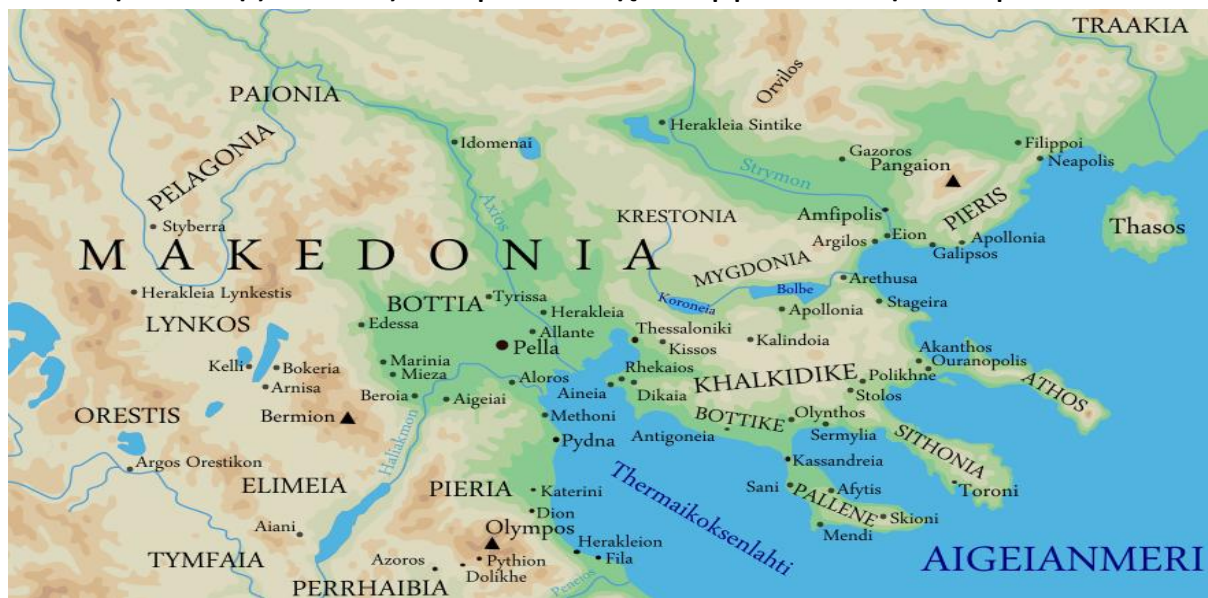 TRAAKIA
Orvilos
PAIONIA
Herakleia Sintike
Idomenai
PELAGONIA
Gazoros
Filippoi
Pangaion
Neapolis
Strymon
Axios
Styberra
KRESTONIA
Amfipolis
PIERIS
Thasos
MAKEDONIA
Argilos
Eion
Apollonia
Galipsos
MYGDONIA
Arethusa
Herakleia Lynkestis
BOTTIA
Tyrissa
Koroneia
Bolbe
Stageira
LYNKOS
Edessa
Herakleia
Apollonia
Allante
Thessaloniki
Kalindoia
Pella
Kissos
Akanthos
Ouranopolis
Kelli
Bokeria
Marinia
Mieza
Rhekaios
KHALKIDIKE
Polikhne
ATHOS
Arnisa
Beroia
Aloros
Aineia
Dikaia
Stolos
ORESTIS
Bermion
Aigeiai
Methoni
BOTTIKE
Olynthos
Sermylia
SITHONIA
Haliakmon
Pydna
Antigoneia
Kassandreia
Argos Orestikon
ELIMEIA
PIERIA
Katerini
Thermaikoksenlahti
Sani
PALLENE
Afytis
Toroni
Dion
Skioni
Aiani
Olympos
Mendi
TYMFAIA
Azoros
Pythion
Dolikhe
Herakleion
Fila
AIGEIANMERI
PERRHAIBIA
Peneios